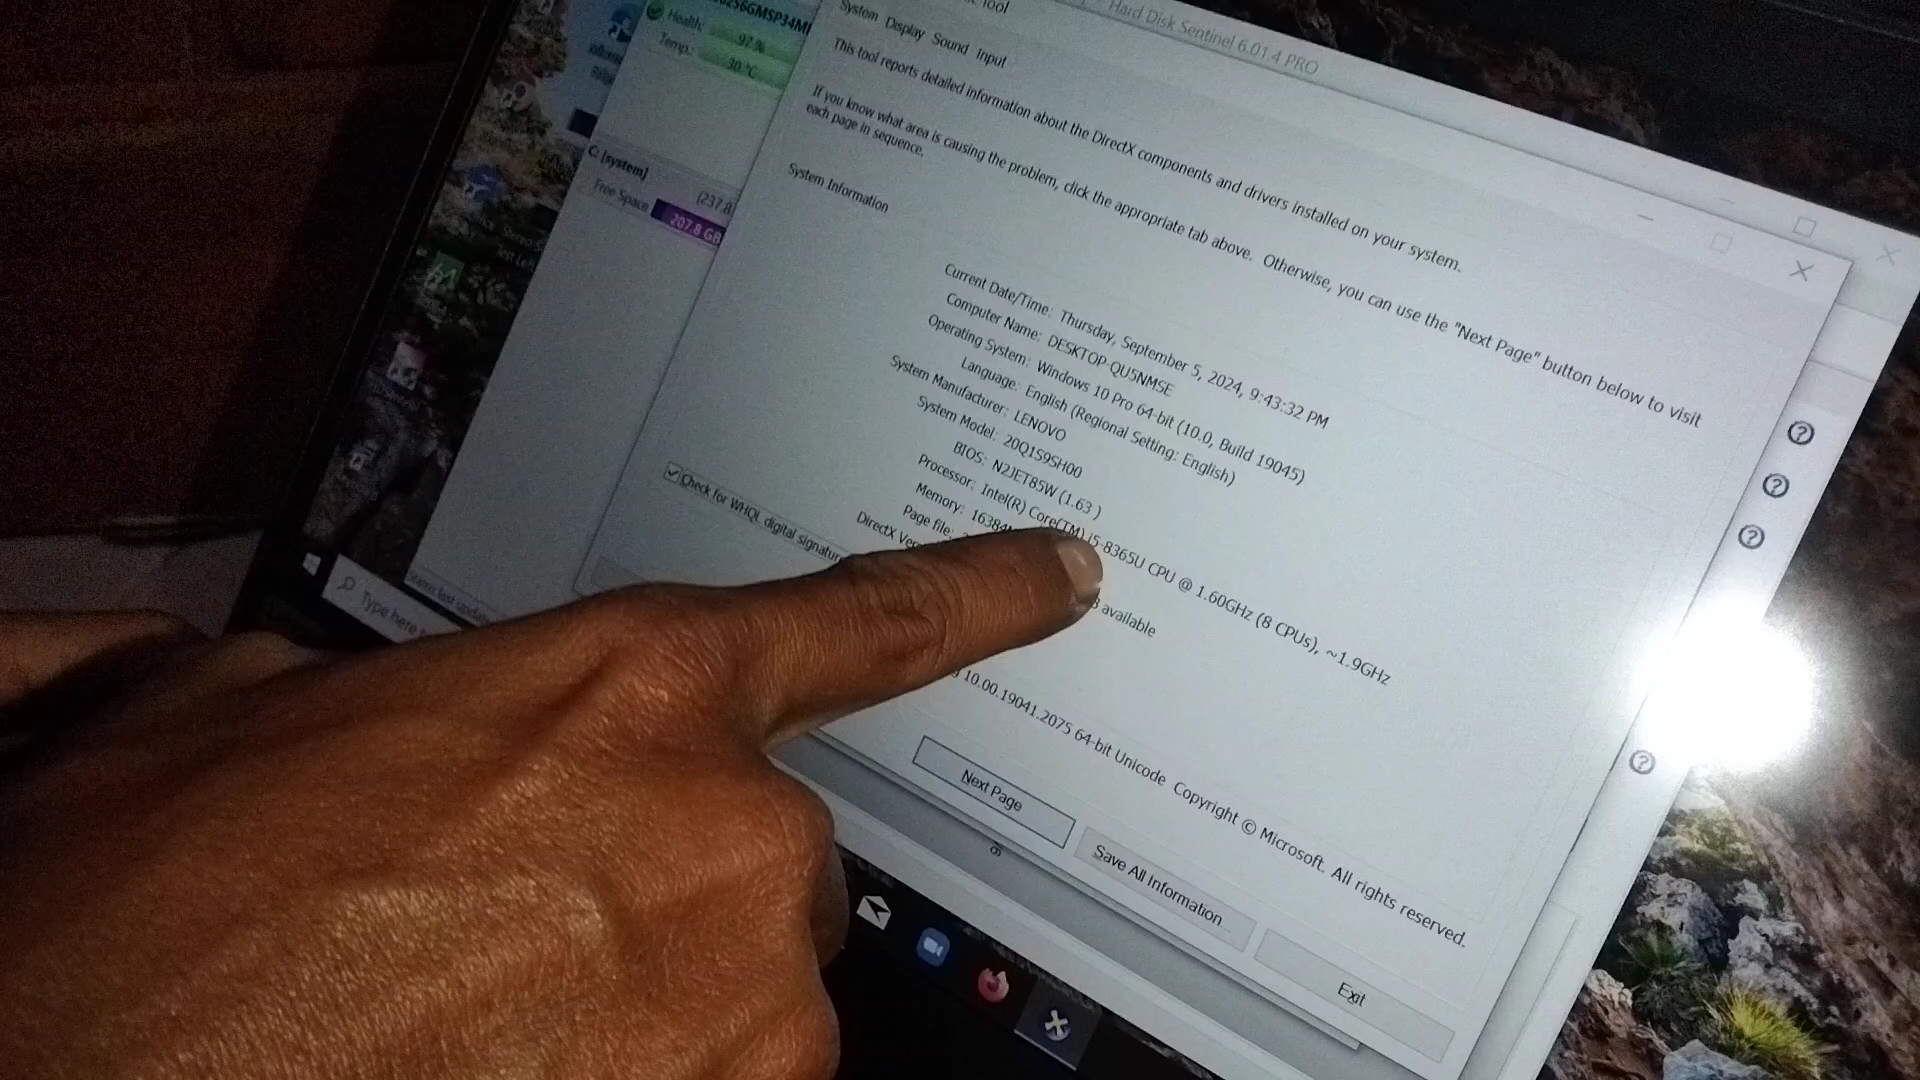 Hard Disk Sentinel 6.01.4 PRO
Tool
System Display Sound Input
This tool reports detailed information about the DirectX components and drivers installed on your system.
If you know what area is causing the problem, click the appropriate tab above. Otherwise, you can use the "Next Page" button below to visit
each page in sequence.
System Information
Current Date/Time: Thursday, September 5, 2024, 9:43:32 PM
Computer Name: DESKTOP-QU5NMSE
Operating System: Windows 10 Pro 64-bit (10.0, Build 19045)
Language: English (Regional Setting: English)
System Manufacturer: LENOVO
System Model: 20Q1S9SH00
BIOS: N2JET85W (1.63 )
Processor: Intel(R) Core(TM) i5-8365U CPU @ 1.60GHz (8 CPUs), ~1.9GHz
Memory: 16384
Page file: available
DirectX
Check for WHQL digital
10.00.19041.2075 64-bit Unicode Copyright © Microsoft. All rights reserved.
Next Page
Save All Information...
Exit
Health: 97 %
Temp.: 30 °C
C: [system]
(237.8
Free Space 207.8 GB
Type here